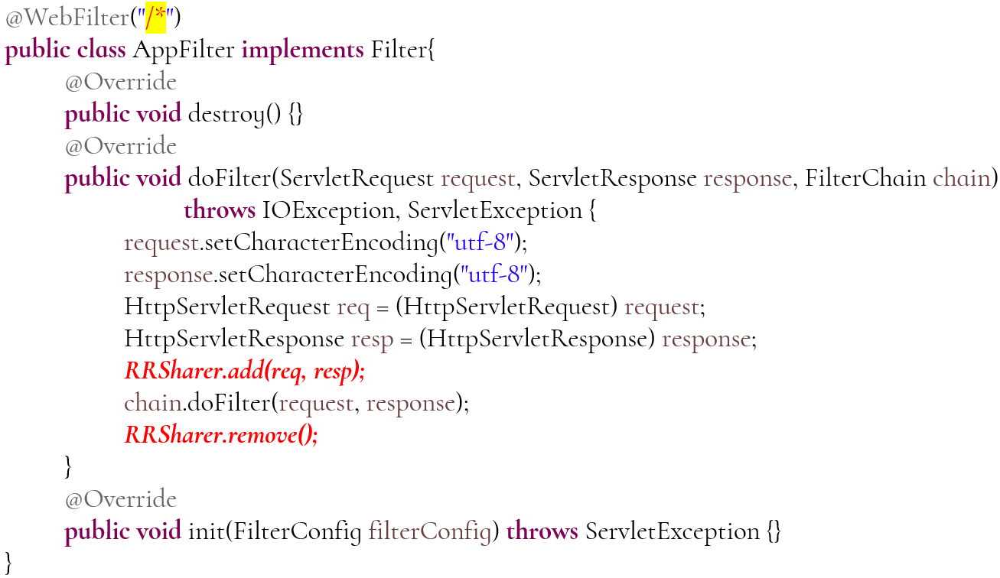 @WebFilter("/*")
public class AppFilter implements Filter{
@Override
public void destroy() {}
@Override
public void doFilter(ServletRequest request, ServletResponse response, FilterChain chain)
throws IOException, ServletException {
request.setCharacterEncoding("utf-8");
response.setCharacterEncoding("utf-8");
HttpServletRequest req = (HttpServletRequest) request;
HttpServletResponse resp = (HttpServletResponse) response;
RRSharer.add(req, resp);
chain.doFilter(request, response);
RRSharer.remove();
}
@Override
public void init(FilterConfig filterConfig) throws ServletException {}
}